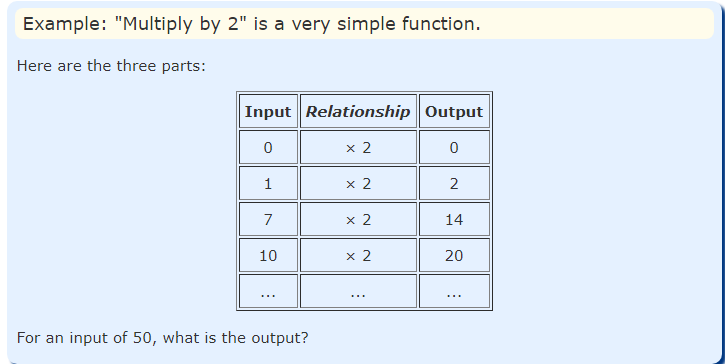 Example: "Multiply by 2" is a very simple function.
Here are the three parts:
Input Relationship Output
0 × 2 0
1 × 2 2
7 × 2 14
10 × 2 20
... ... ...
For an input of 50, what is the output?